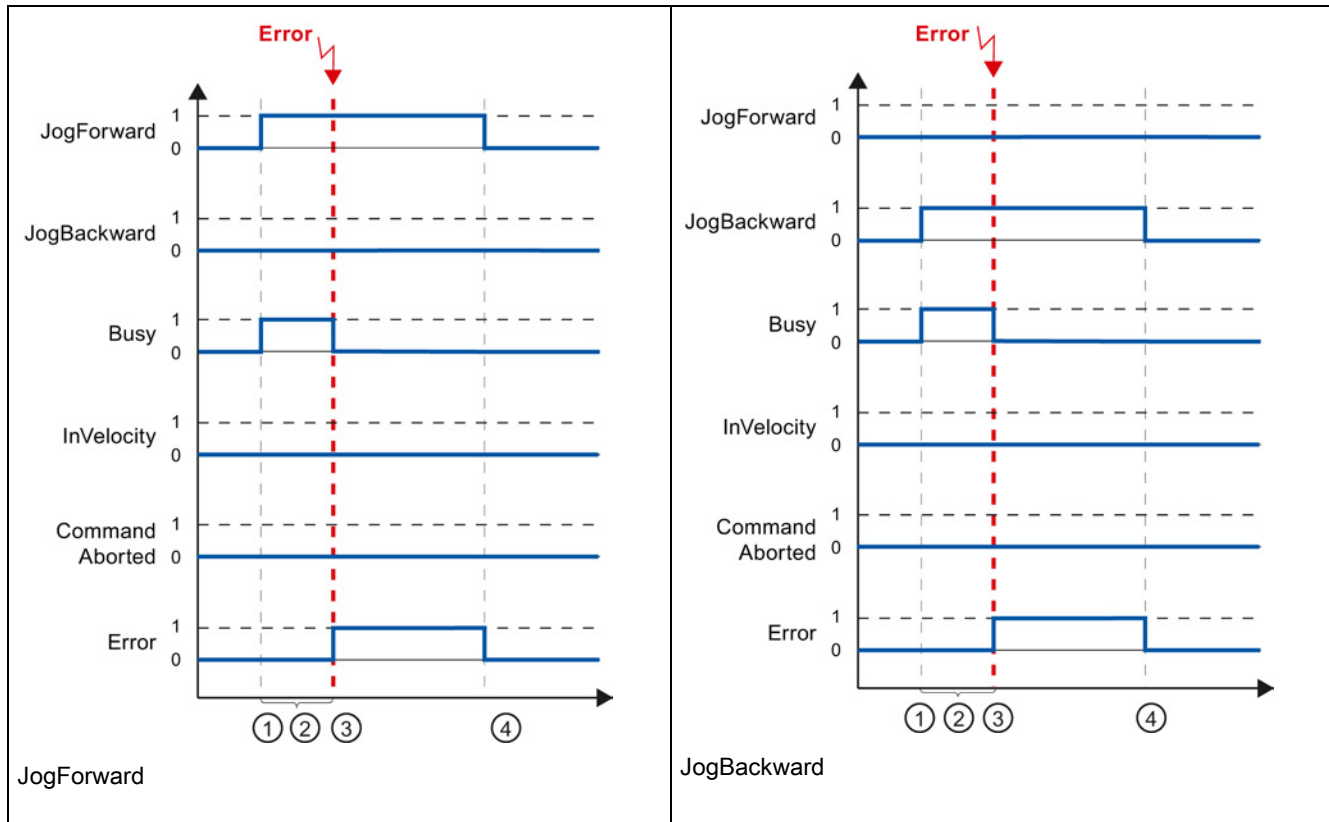 Error
1
JogForward
0
1
JogBackward
0
1
Busy
0
1
InVelocity
0
Command
1
Aborted
0
1
Error
0
① ② ③ ④
JogForward
Error
1
JogForward
0
1
JogBackward
0
1
Busy
0
1
InVelocity
0
Command
1
Aborted
0
1
Error
0
① ② ③ ④
JogBackward